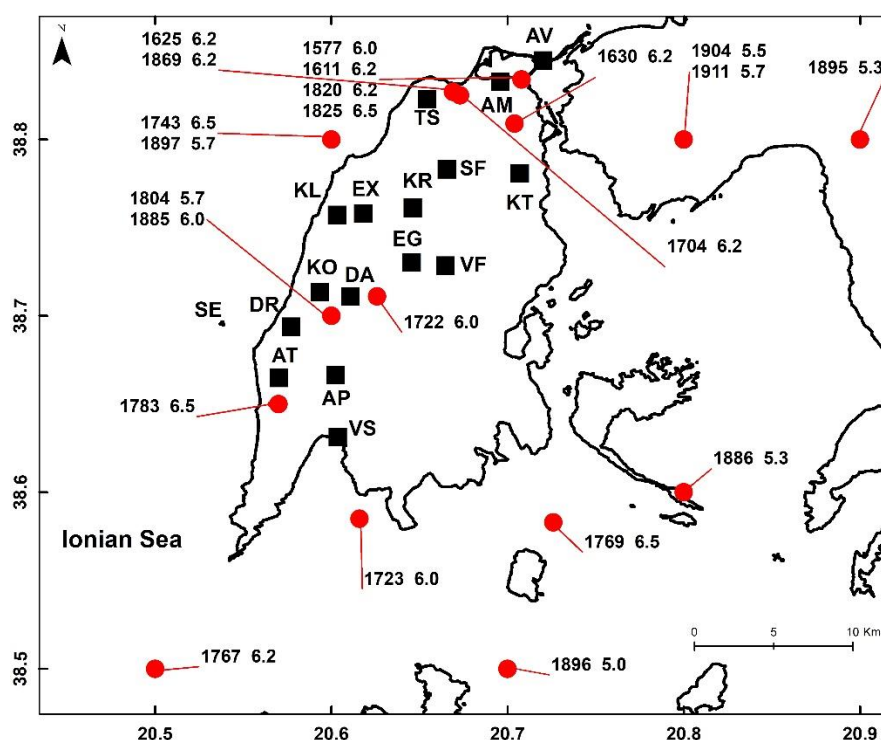 AV
1625 6.2
1869 6.2
1577 6.0
1611 6.2
1820 6.2
1825 6.5
1630 6.2
1904 5.5
1911 5.7
1895 5.3
AM
TS
38.8
1743 6.5
1897 5.7
SF
KL
EX
KR
KT
1804 5.7
1885 6.0
EG
VF
1704 6.2
KO
DA
SE
DR
1722 6.0
38.7
AT
AP
1783 6.5
VS
1886 5.3
38.6
Ionian Sea
1769 6.5
1723 6.0
0 5 10 Km
1767 6.2
1896 5.0
38.5
20.5 20.6 20.7 20.8 20.9